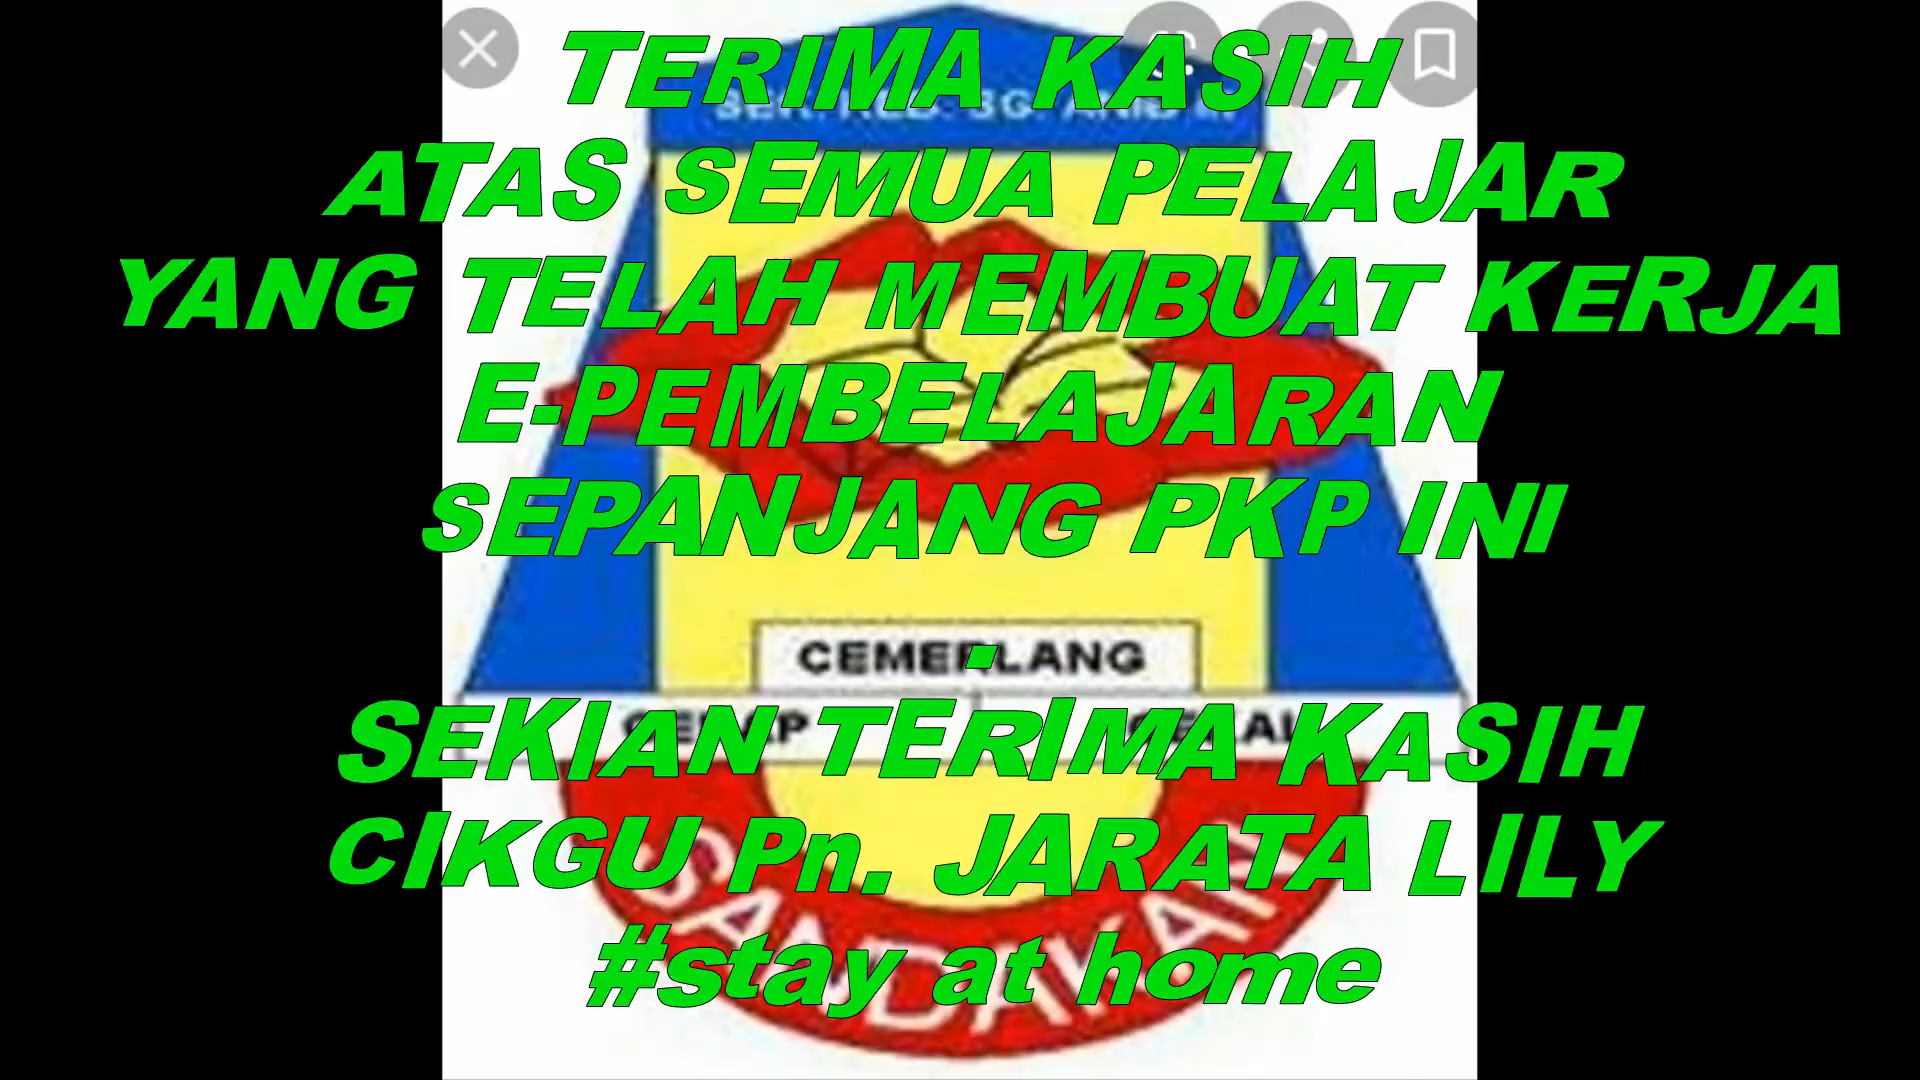 TERIMA KASIH
ATAS SEMUA PELAJAR
YANG TELAH MEMBUAT KERJA
E-PEMBELAJARAN
SEPANJANG PKP INI
.
CEMERLANG
SEKIAN TERIMA KASIH
CIKGU Pn. JARATA LILY
SANDAKAN
#stay at home